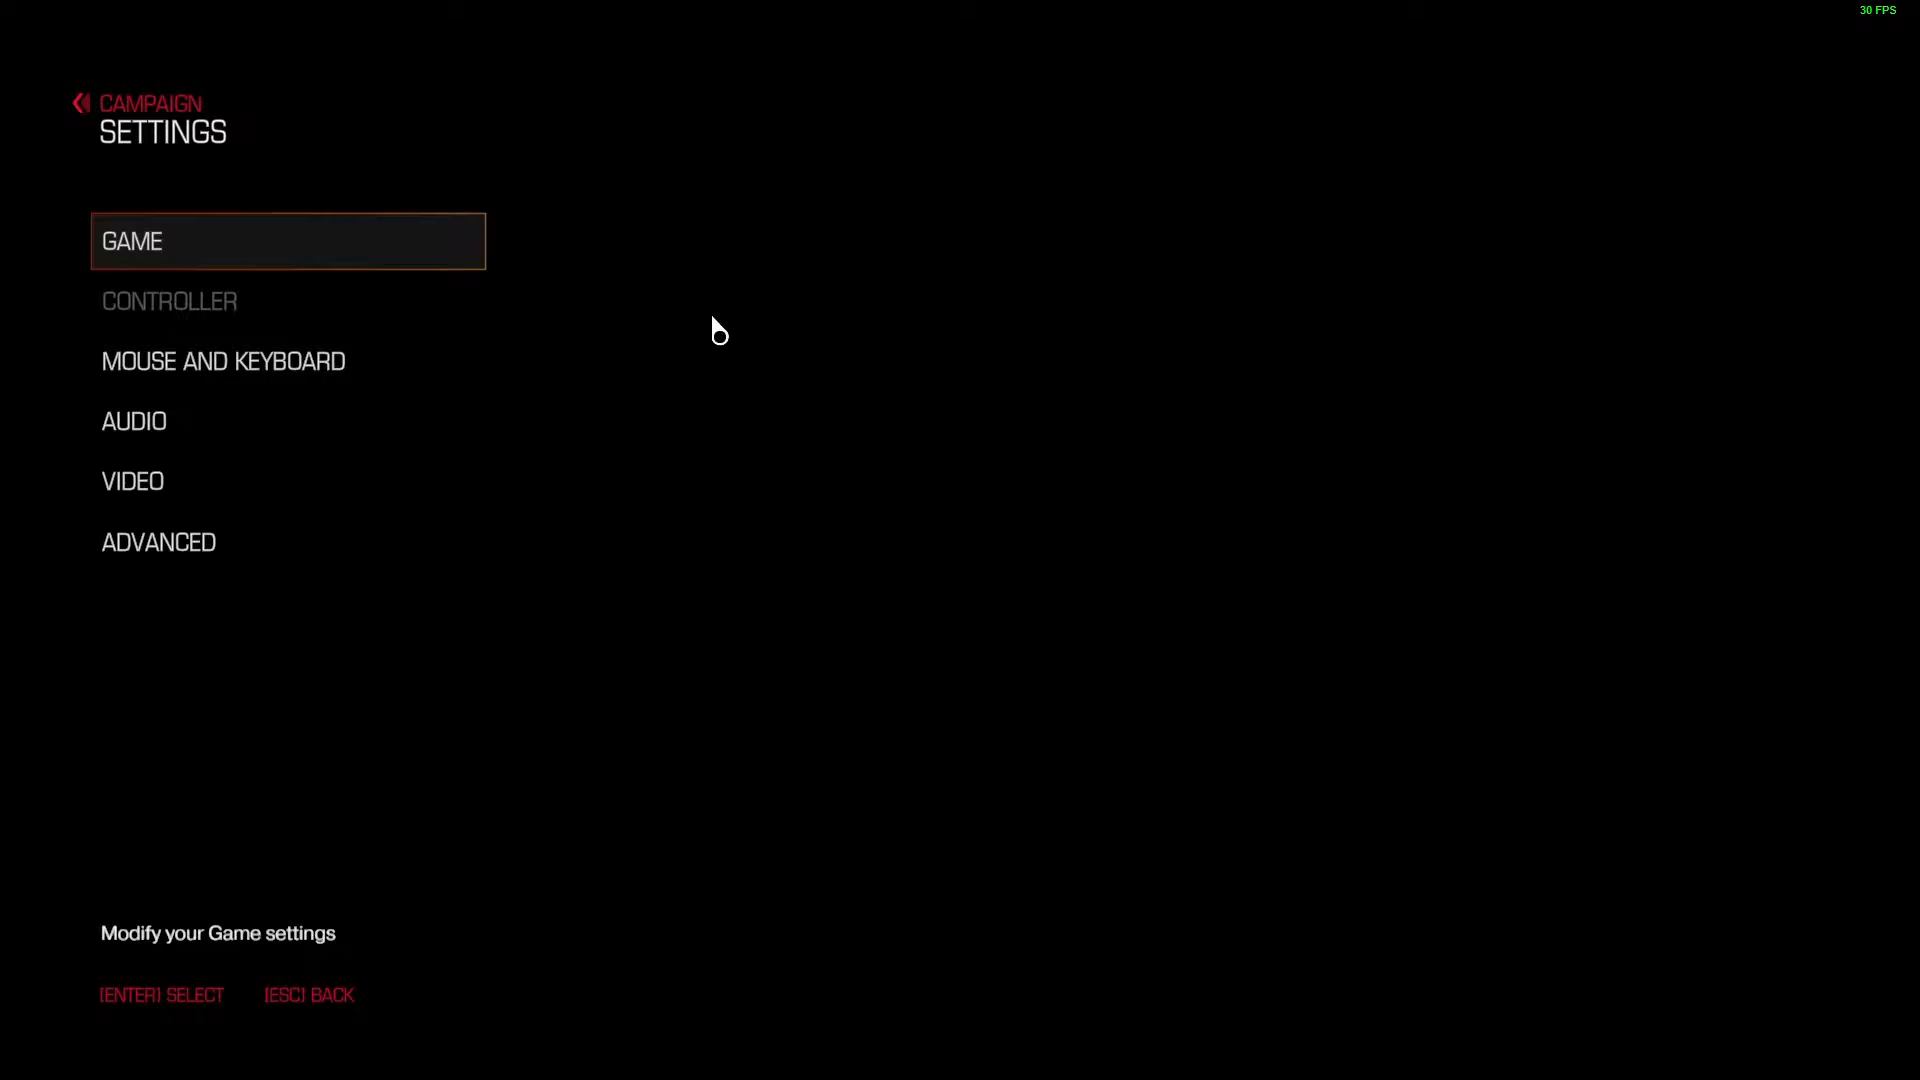 30 FPS
CAMPAIGN
SETTINGS
GAME
CONTROLLER
MOUSE AND KEYBOARD
AUDIO
VIDEO
ADVANCED
Modify your Game settings
[ENTER] SELECT [ESC] BACK